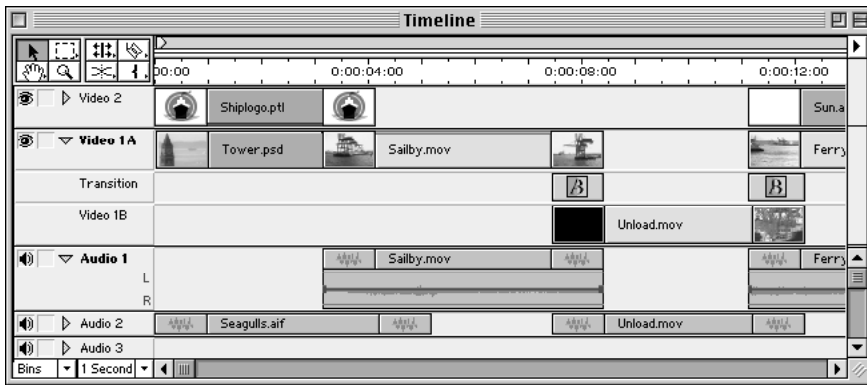 Timeline
00:00 0:00:04:00 0:00:08:00 0:00:12:00
Video 2 Shiplogo.ptl Sun.a
Video 1A Tower.psd Sailby.mov Ferry
Transition B B
Video 1B Unload.mov
Audio 1 Sailby.mov Ferry
L
R
Audio 2 Seagulls.aif Unload.mov
Audio 3
Bins 1 Second